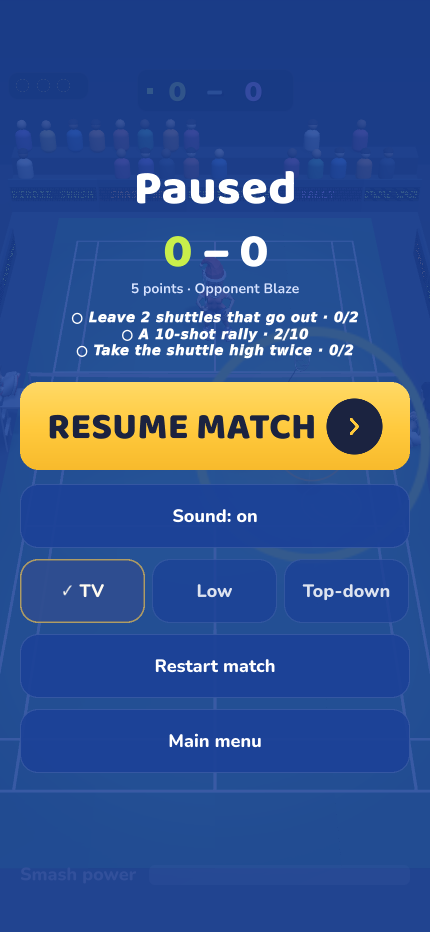 0 – 0
Paused
0 – 0
5 points · Opponent Blaze
Leave 2 shuttles that go out · 0/2
A 10-shot rally · 2/10
Take the shuttle high twice · 0/2
RESUME MATCH
Sound: on
✓ TV
Low
Top-down
Restart match
Main menu
Smash power